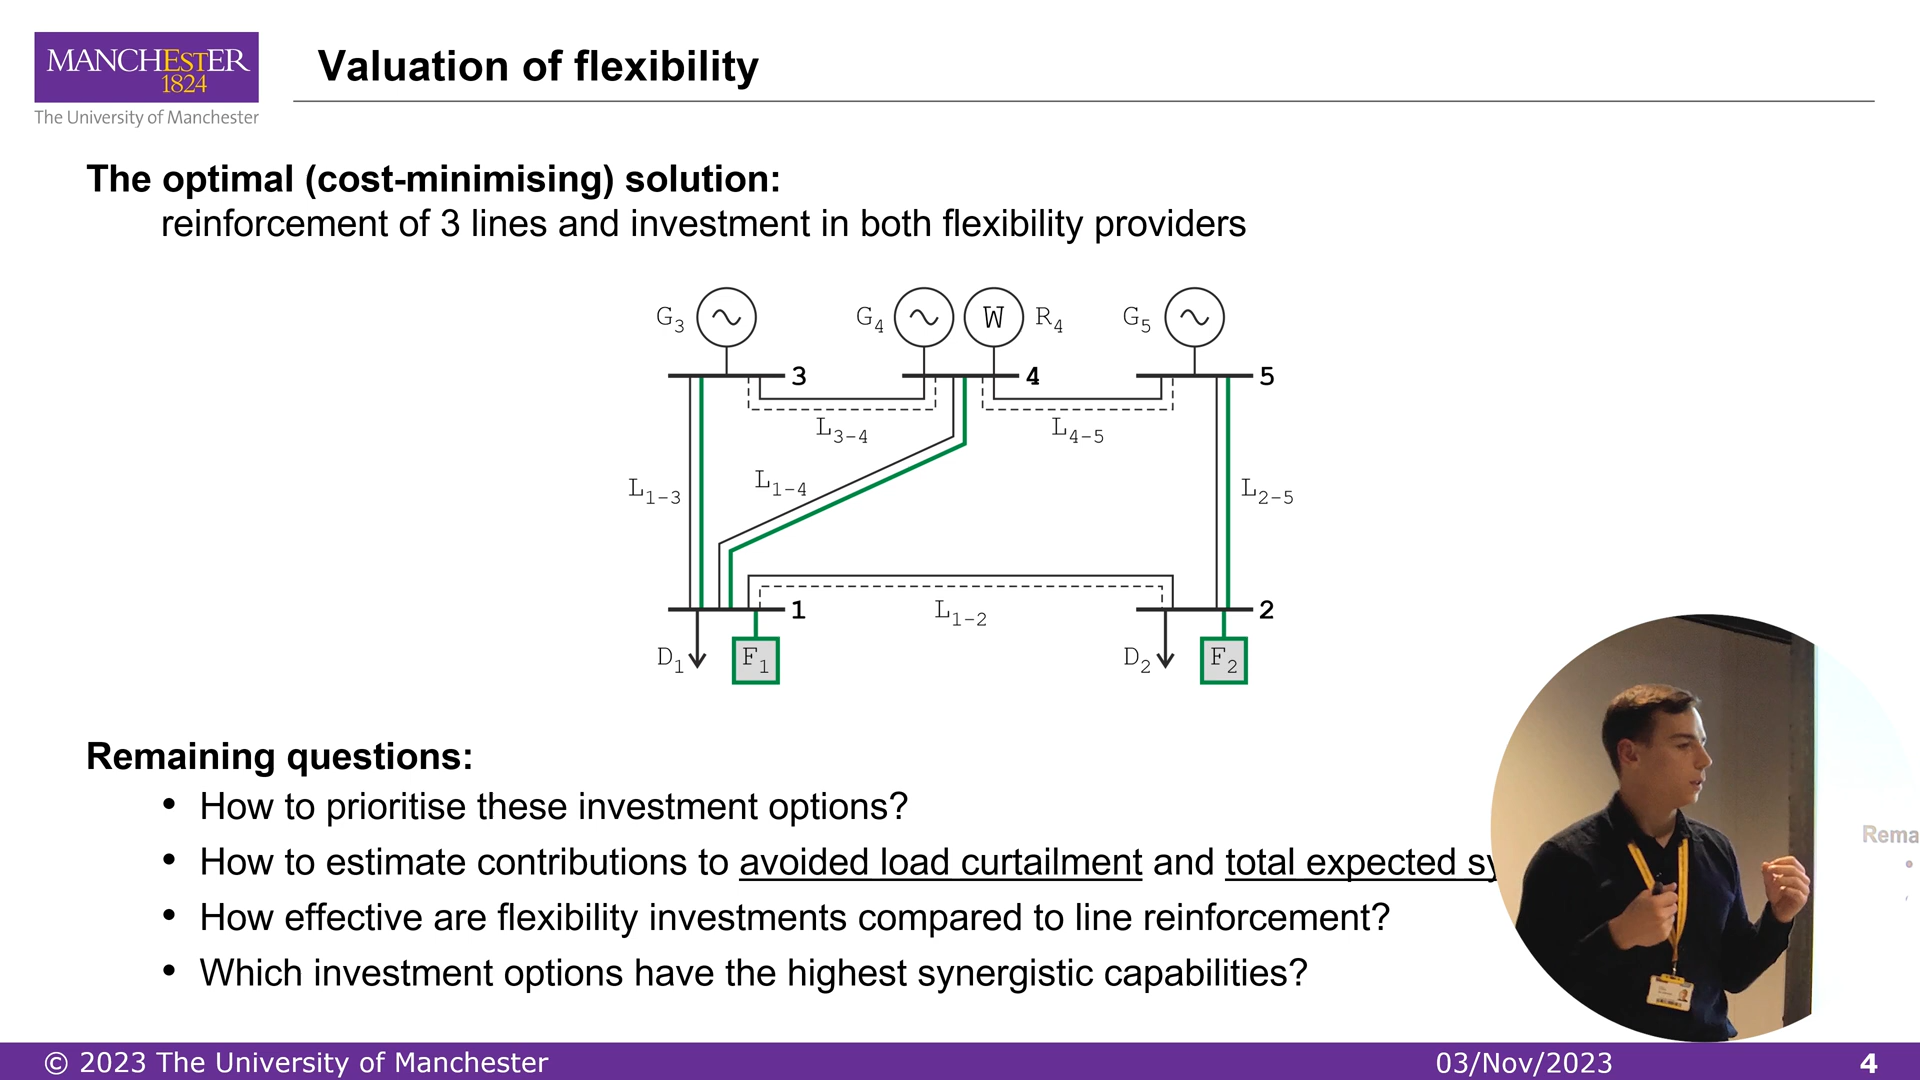 MANCHESTER
1824
The University of Manchester
Valuation of flexibility
The optimal (cost-minimising) solution:
reinforcement of 3 lines and investment in both flexibility providers
G3
G4
W
R4
G5
3
4
5
L3-4
L4-5
L1-3
L1-4
L2-5
1
L1-2
2
D1
F1
D2
F2
Remaining questions:
• How to prioritise these investment options?
• How to estimate contributions to avoided load curtailment and total expected
• How effective are flexibility investments compared to line reinforcement?
• Which investment options have the highest synergistic capabilities?
Rema
© 2023 The University of Manchester
03/Nov/2023
4